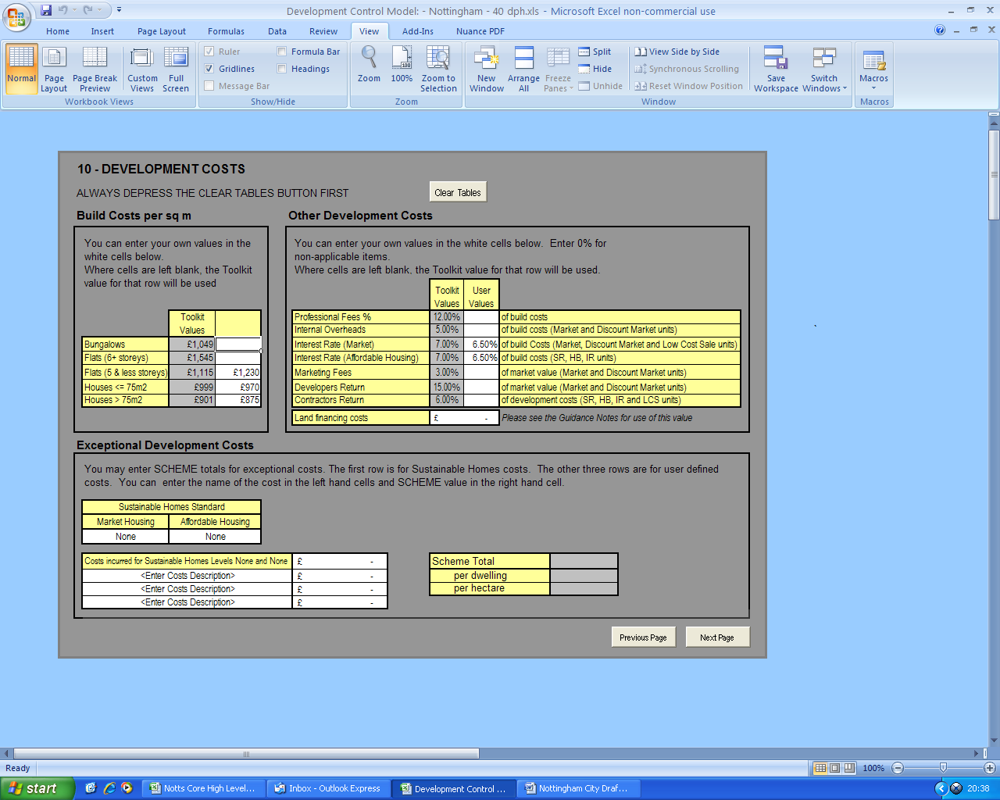 Development Control Model: - Nottingham - 40 dph.xls - Microsoft Excel non-commercial use
Home Insert Page Layout Formulas Data Review View Add-Ins Nuance PDF
Normal Page Layout Page Break Preview Custom Views Full Screen
Workbook Views
Ruler Formula Bar
Gridlines Headings
Message Bar
Show/Hide
Zoom 100% Zoom to Selection
Zoom
New Window Arrange All Freeze Panes
Split View Side by Side
Hide Synchronous Scrolling
Unhide Reset Window Position
Save Workspace Switch Windows
Window
Macros
Macros
10 - DEVELOPMENT COSTS
ALWAYS DEPRESS THE CLEAR TABLES BUTTON FIRST
Clear Tables
Build Costs per sq m
You can enter your own values in the
white cells below.
Where cells are left blank, the Toolkit
value for that row will be used
Toolkit
Values
Bungalows £1,049
Flats (6+ storeys) £1,545
Flats (5 & less storeys) £1,115 £1,230
Houses <= 75m2 £999 £970
Houses > 75m2 £901 £875
Other Development Costs
You can enter your own values in the white cells below. Enter 0% for
non-applicable items.
Where cells are left blank, the Toolkit value for that row will be used.
Toolkit User
Values Values
Professional Fees % 12.00% of build costs
Internal Overheads 5.00% of build costs (Market and Discount Market units)
Interest Rate (Market) 7.00% 6.50% of build Costs (Market, Discount Market and Low Cost Sale units)
Interest Rate (Affordable Housing) 7.00% 6.50% of build costs (SR, HB, IR units)
Marketing Fees 3.00% of market value (Market and Discount Market units)
Developers Return 15.00% of market value (Market and Discount Market units)
Contractors Return 6.00% of development costs (SR, HB, IR and LCS units)
Land financing costs £ - Please see the Guidance Notes for use of this value
Exceptional Development Costs
You may enter SCHEME totals for exceptional costs. The first row is for Sustainable Homes costs. The other three rows are for user defined
costs. You can enter the name of the cost in the left hand cells and SCHEME value in the right hand cell.
Sustainable Homes Standard
Market Housing Affordable Housing
None None
Costs incurred for Sustainable Homes Levels None and None £ -
<Enter Costs Description> £ -
<Enter Costs Description> £ -
<Enter Costs Description> £ -
Scheme Total
per dwelling
per hectare
Previous Page Next Page
Ready 100%
start Notts Core High Level... Inbox - Outlook Express Development Control ... Nottingham City Draf... 20:38